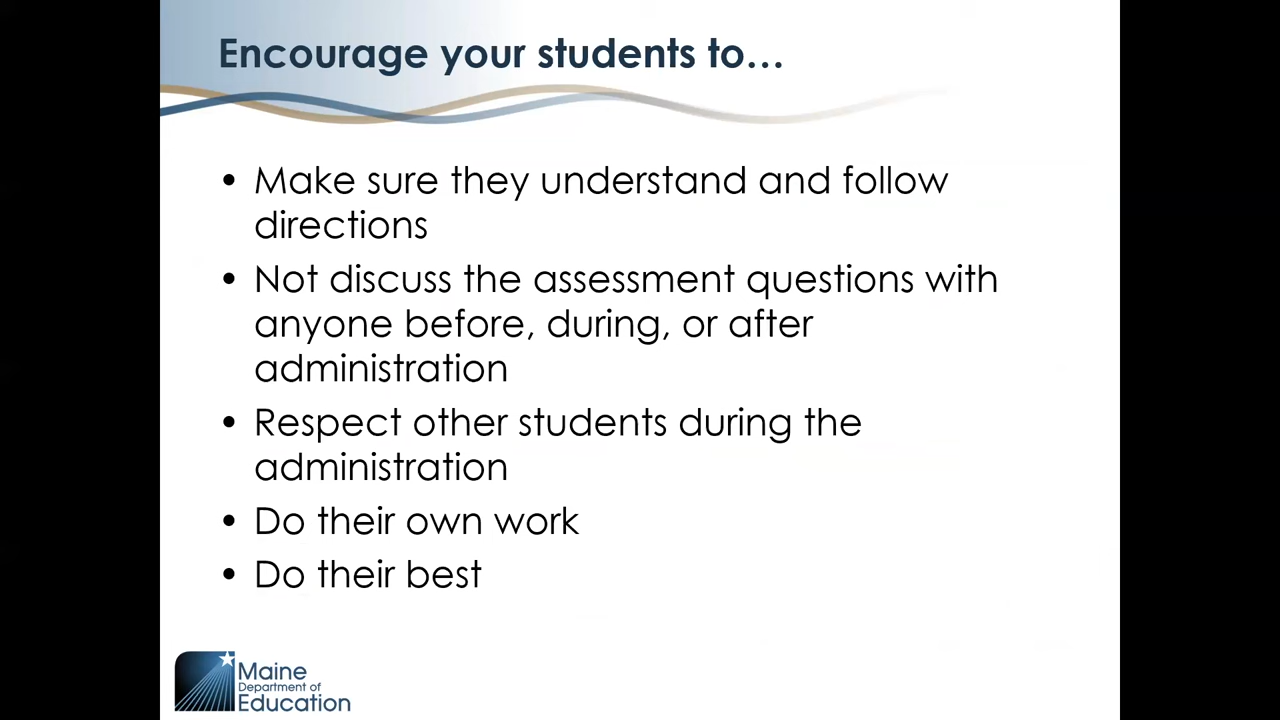 Encourage your students to...
• Make sure they understand and follow
directions
• Not discuss the assessment questions with
anyone before, during, or after
administration
• Respect other students during the
administration
• Do their own work
• Do their best
Maine
Department of
Education